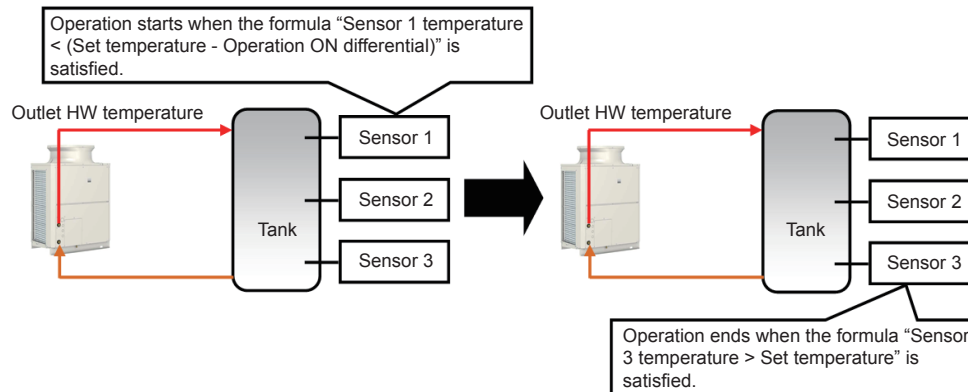 Operation starts when the formula “Sensor 1 temperature
< (Set temperature - Operation ON differential)” is
satisfied.
Outlet HW temperature
Sensor 1
Sensor 2
Tank
Sensor 3
Outlet HW temperature
Sensor 1
Sensor 2
Tank
Sensor 3
Operation ends when the formula “Sensor
3 temperature > Set temperature” is
satisfied.